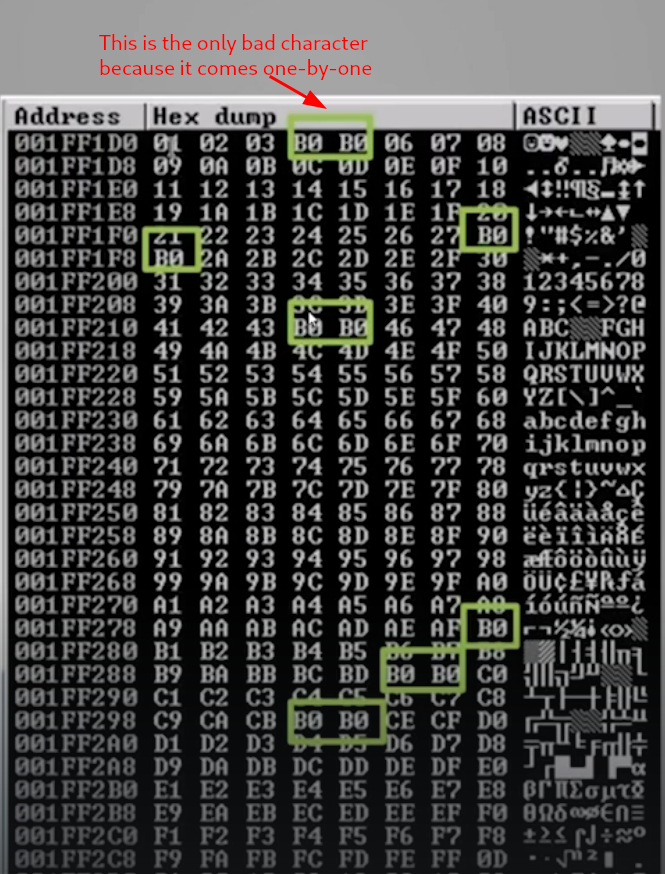 This is the only bad character
because it comes one-by-one
Address Hex dump ASCII
001FF1D0 01 02 03 B0 B0 06 07 08
001FF1D8 09 0A 0B 0C 0D 0E 0F 10
001FF1E0 11 12 13 14 15 16 17 18
001FF1E8 19 1A 1B 1C 1D 1E 1F 20
001FF1F0 21 22 23 24 25 26 27 B0 !"#$%&'
001FF1F8 B0 2A 2B 2C 2D 2E 2F 30 *+,-./0
001FF200 31 32 33 34 35 36 37 38 12345678
001FF208 39 3A 3B 3C 3D 3E 3F 40 9:;<=>?@
001FF210 41 42 43 B0 B0 46 47 48 ABC░░FGH
001FF218 49 4A 4B 4C 4D 4E 4F 50 IJKLMNOP
001FF220 51 52 53 54 55 56 57 58 QRSTUVWX
001FF228 59 5A 5B 5C 5D 5E 5F 60 YZ[\]^_`
001FF230 61 62 63 64 65 66 67 68 abcdefgh
001FF238 69 6A 6B 6C 6D 6E 6F 70 ijklmnop
001FF240 71 72 73 74 75 76 77 78 qrstuvwx
001FF248 79 7A 7B 7C 7D 7E 7F 80 yz{|}~⌂Ç
001FF250 81 82 83 84 85 86 87 88 üéâäàåçê
001FF258 89 8A 8B 8C 8D 8E 8F 90 ëèïîìÄÅÉ
001FF260 91 92 93 94 95 96 97 98 æÆôöòûùÿ
001FF268 99 9A 9B 9C 9D 9E 9F A0 ÖÜ¢£¥₧ƒá
001FF270 A1 A2 A3 A4 A5 A6 A7 A8 íóúñÑªº¿
001FF278 A9 AA AB AC AD AE AF B0 ⌐¬½¼¡«»░
001FF280 B1 B2 B3 B4 B5 B6 B7 B8
001FF288 B9 BA BB BC BD B0 B0 C0
001FF290 C1 C2 C3 C4 C5 C6 C7 C8
001FF298 C9 CA CB B0 B0 CE CF D0
001FF2A0 D1 D2 D3 D4 D5 D6 D7 D8
001FF2A8 D9 DA DB DC DD DE DF E0
001FF2B0 E1 E2 E3 E4 E5 E6 E7 E8
001FF2B8 E9 EA EB EC ED EE EF F0
001FF2C0 F1 F2 F3 F4 F5 F6 F7 F8
001FF2C8 F9 FA FB FC FD FE FF 0D